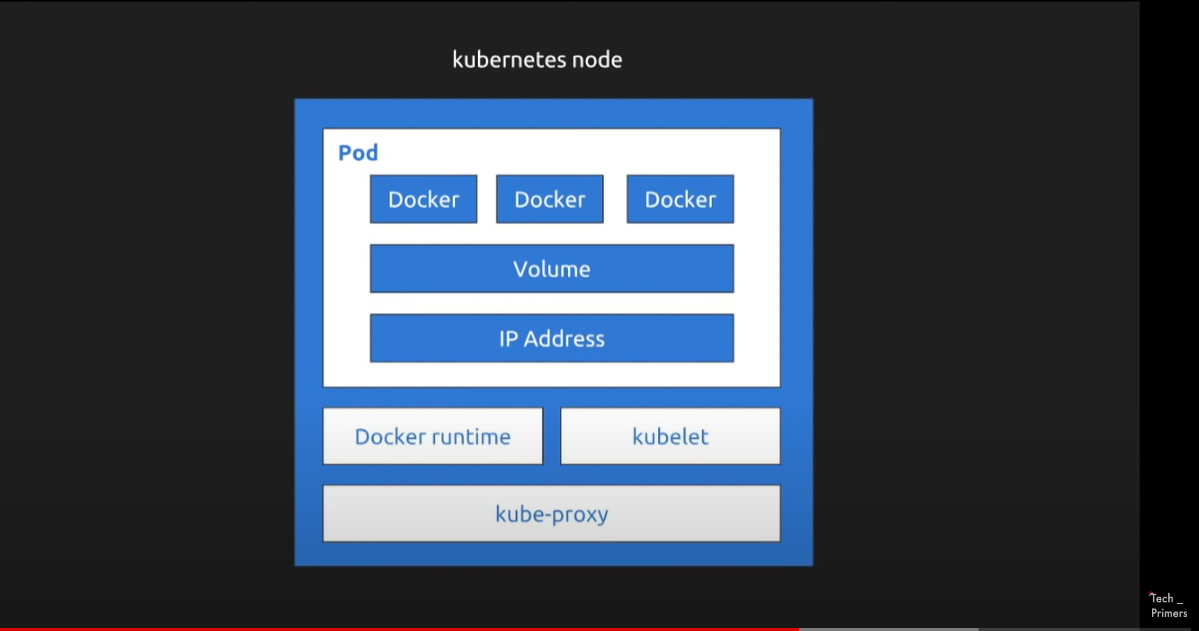 kubernetes node
Pod
Docker Docker Docker
Volume
IP Address
Docker runtime kubelet
kube-proxy
Tech _
Primers